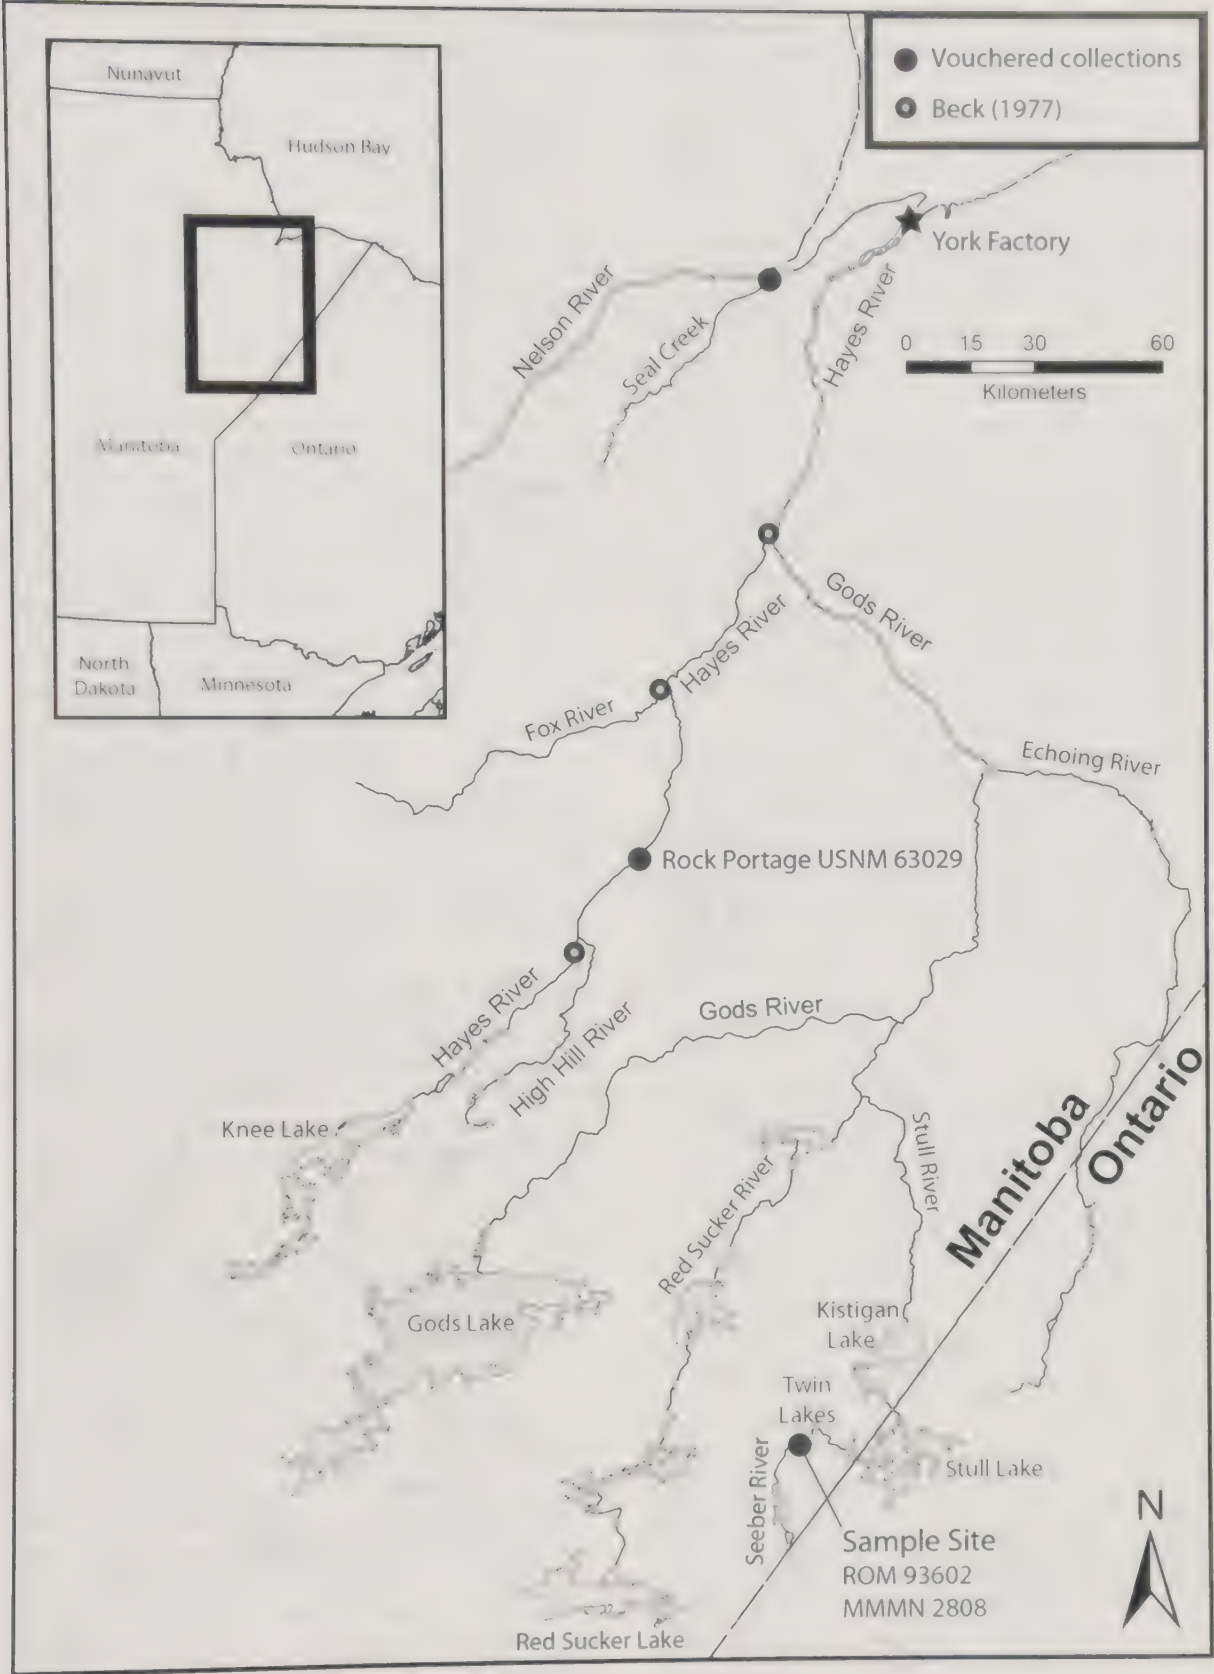 Vouchered collections
Beck (1977)
Nunavut
Hudson Bay
Manitoba
Ontario
North
Dakota
Minnesota
York Factory
0 15 30 60
Kilometers
Nelson River
Seal Creek
Hayes River
Gods River
Hayes River
Fox River
Echoing River
Rock Portage USNM 63029
Hayes River
High Hill River
Gods River
Knee Lake
Stull River
Red Sucker River
Manitoba
Ontario
Gods Lake
Kistigan
Lake
Twin
Lakes
Stull Lake
Seeber River
Sample Site
ROM 93602
MMMN 2808
Red Sucker Lake
N